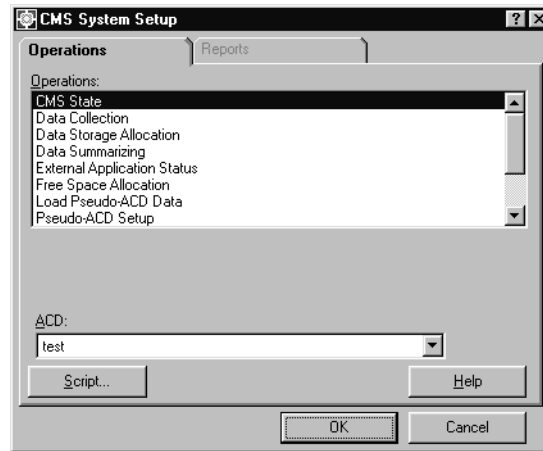 CMS System Setup
Operations
Reports
Operations:
CMS State
Data Collection
Data Storage Allocation
Data Summarizing
External Application Status
Free Space Allocation
Load Pseudo-ACD Data
Pseudo-ACD Setup
ACD:
test
Script...
Help
OK
Cancel